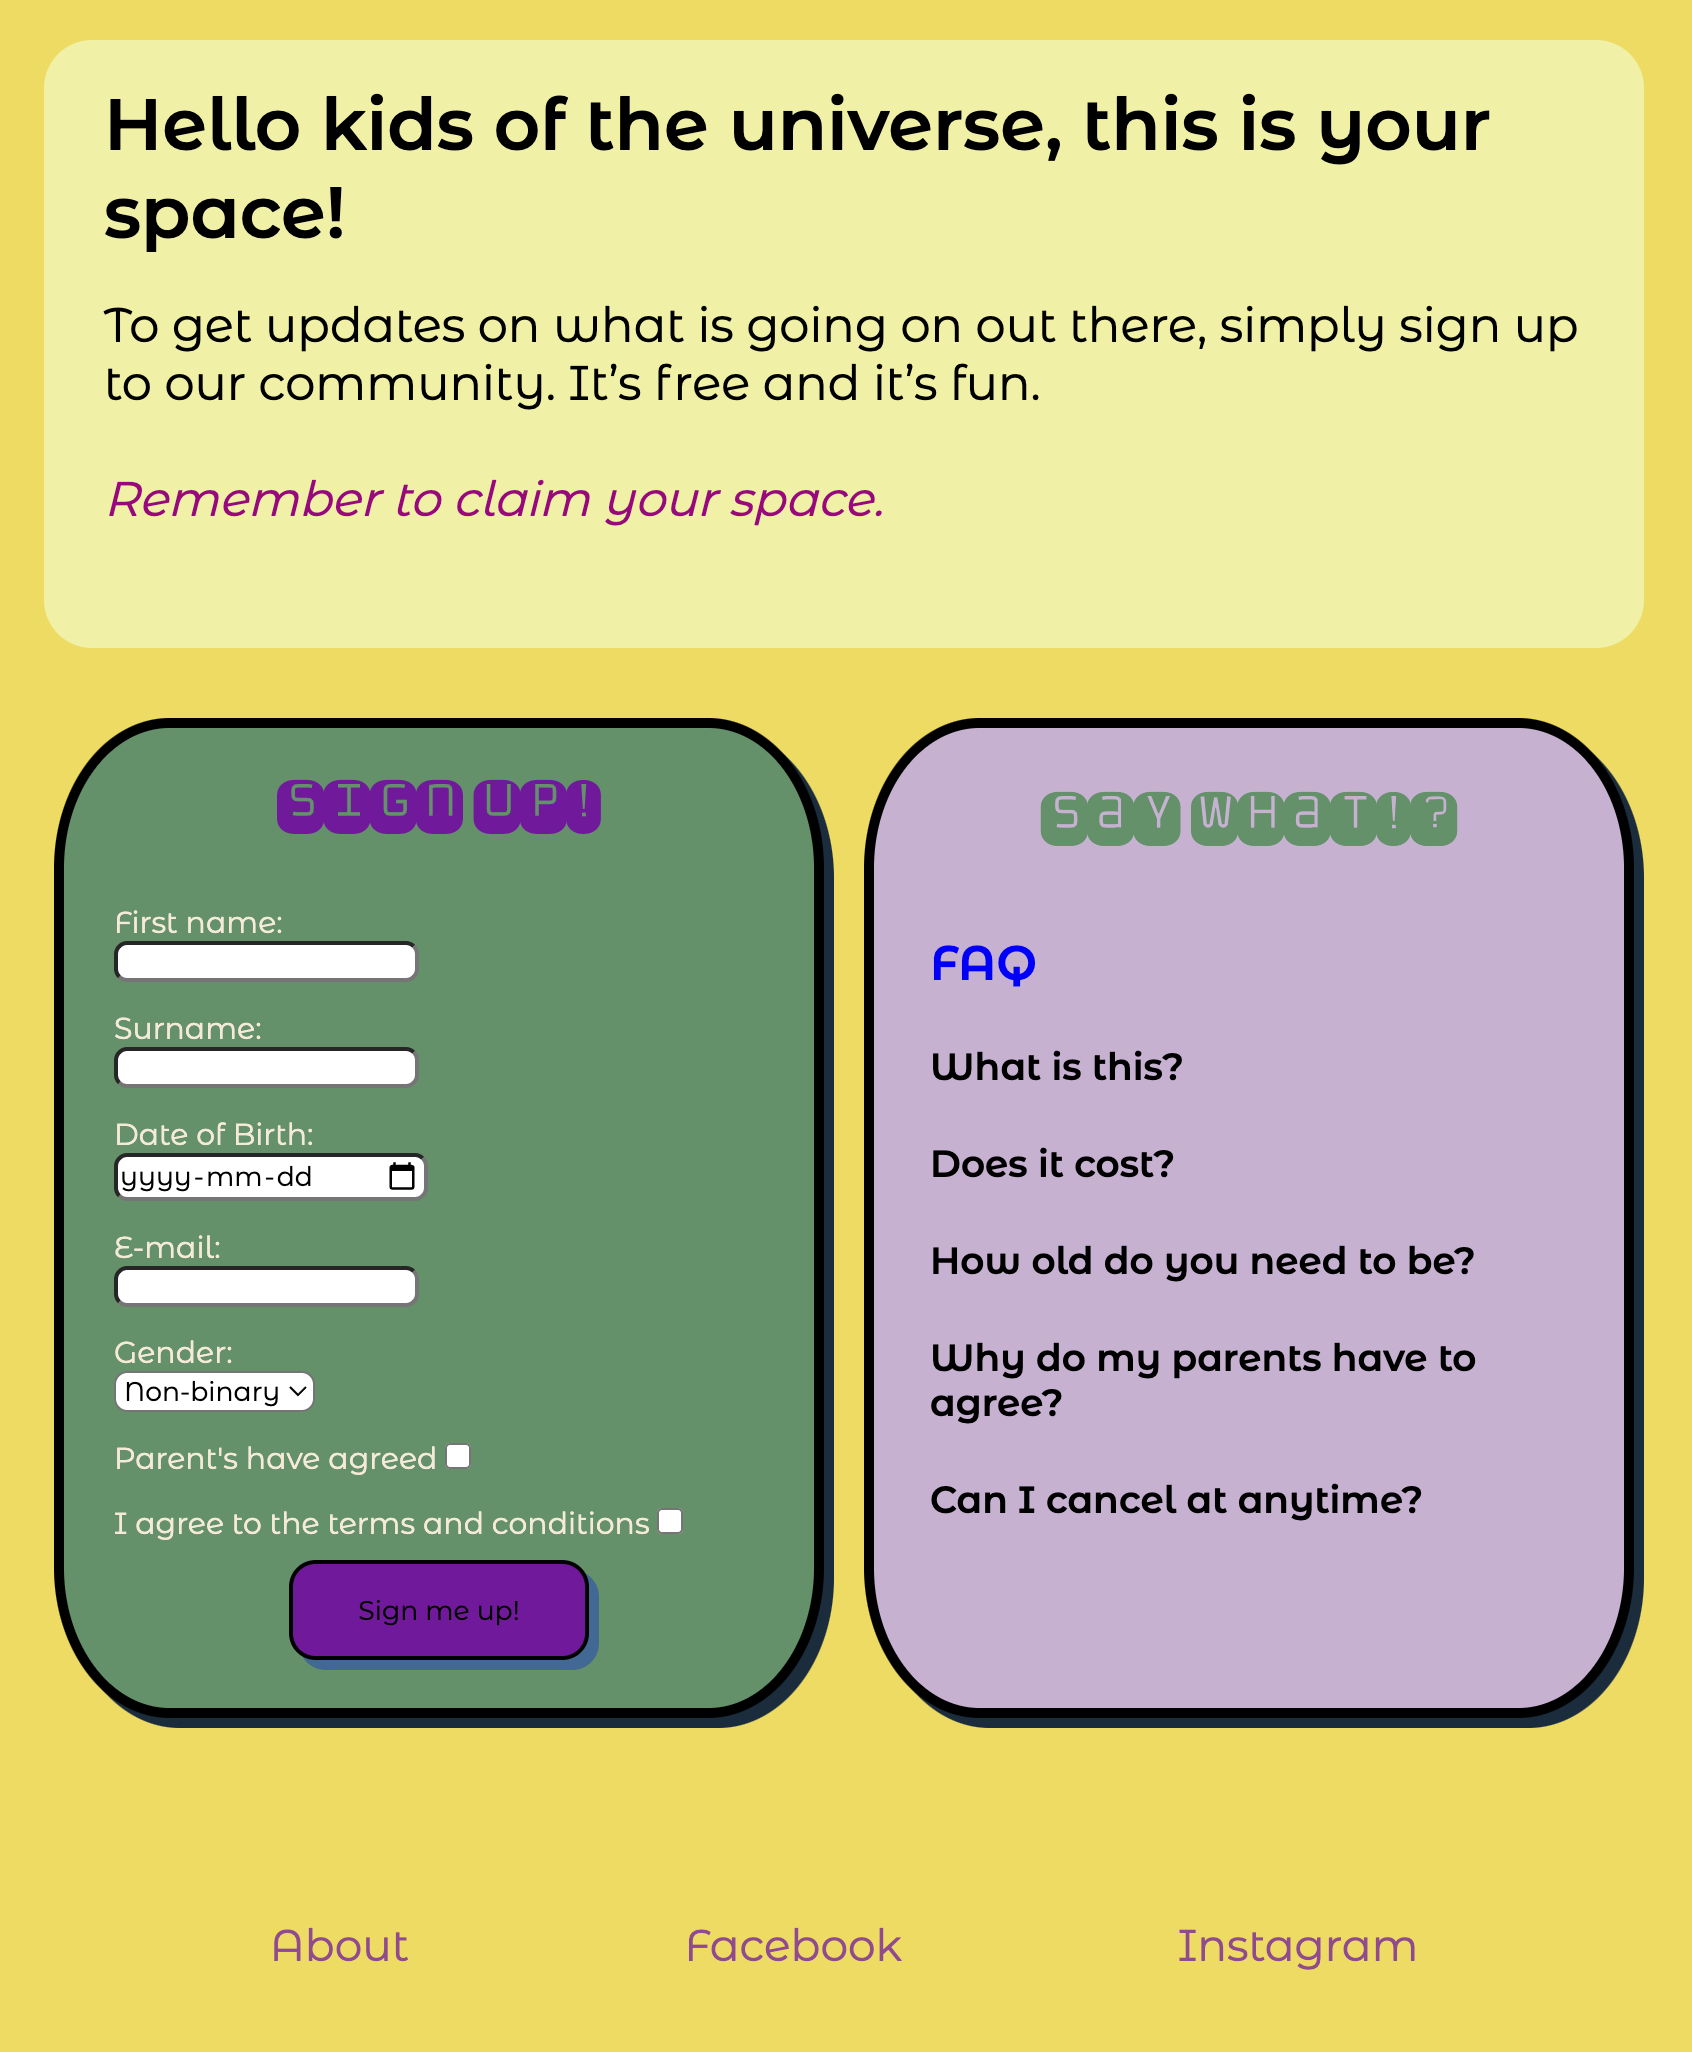 Hello kids of the universe, this is your
space!
To get updates on what is going on out there, simply sign up
to our community. It’s free and it’s fun.
Remember to claim your space.
SIGN UP!
First name:
Surname:
Date of Birth:
yyyy-mm-dd
E-mail:
Gender:
Non-binary
Parent's have agreed
I agree to the terms and conditions
Sign me up!
SAY WHAT!?
FAQ
What is this?
Does it cost?
How old do you need to be?
Why do my parents have to
agree?
Can I cancel at anytime?
About
Facebook
Instagram